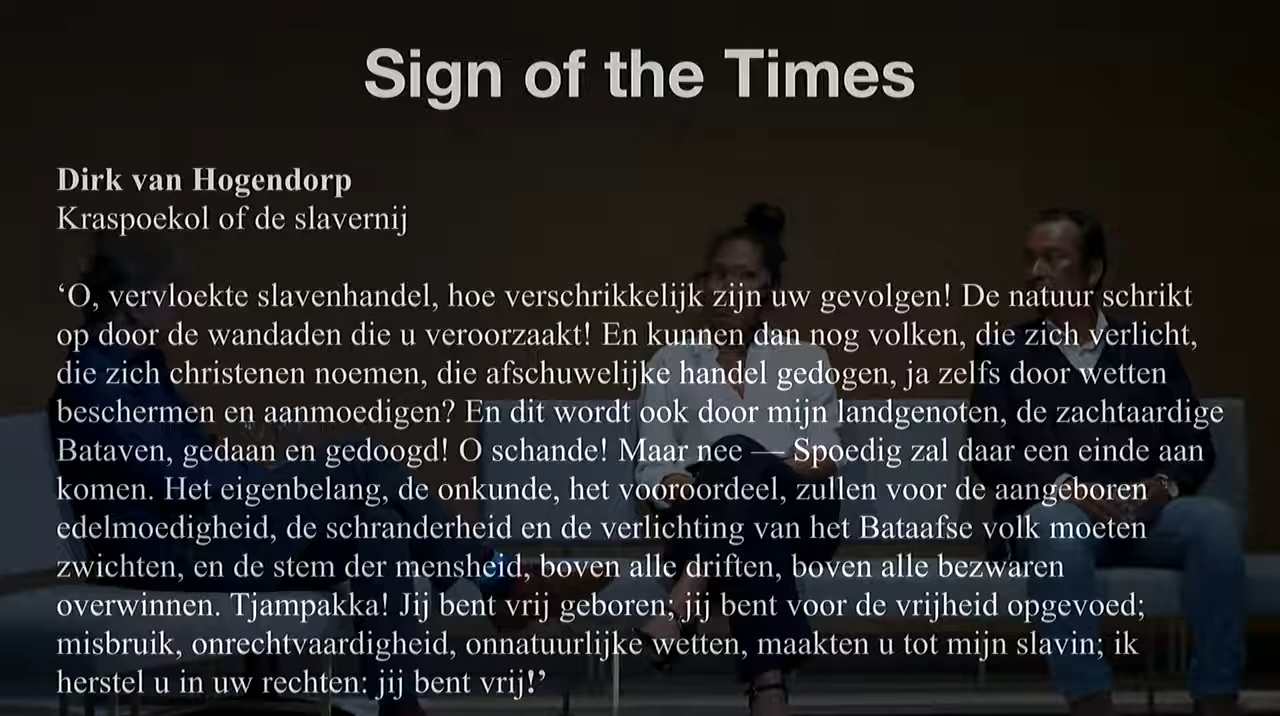 Sign of the Times
Dirk van Hogendorp
Kraspoekol of de slavernij
‘O, vervloekte slavenhandel, hoe verschrikkelijk zijn uw gevolgen! De natuur schrikt
op door de wandaden die u veroorzaakt! En kunnen dan nog volken, die zich verlicht,
die zich christenen noemen, die afschuwelijke handel gedogen, ja zelfs door wetten
beschermen en aanmoedigen? En dit wordt ook door mijn landgenoten, de zachtaardige
Bataven, gedaan en gedoogd! O schande! Maar nee — Spoedig zal daar een einde aan
komen. Het eigenbelang, de onkunde, het vooroordeel, zullen voor de aangeboren
edelmoedigheid, de schranderheid en de verlichting van het Bataafse volk moeten
zwichten, en de stem der mensheid, boven alle driften, boven alle bezwaren
overwinnen. Tjampakka! Jij bent vrij geboren; jij bent voor de vrijheid opgevoed;
misbruik, onrechtvaardigheid, onnatuurlijke wetten, maakten u tot mijn slavin; ik
herstel u in uw rechten: jij bent vrij!’